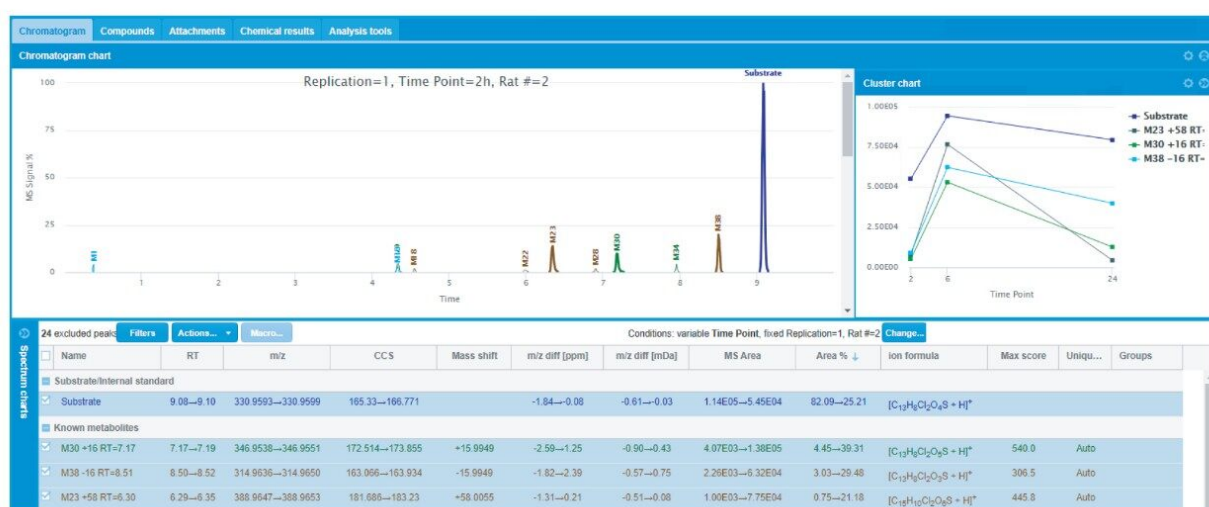 Chromatogram Compounds Attachments Chemical results Analysis tools
Chromatogram chart
Replication=1, Time Point=2h, Rat #=2
Substrate
100
75
50
25
0
MS Signal %
M1
M18
M22
M23
M28
M30
M34
M38
1 2 3 4 5 6 7 8 9
Time
Cluster chart
1.00E05
7.50E04
5.00E04
2.50E04
0.00E00
2 6 24
Time Point
Substrate
M23 +58 RT
M30 +16 RT
M38 -16 RT=
24 excluded peaks Filters Actions... Macro... Conditions: variable Time Point, fixed Replication=1, Rat #=2 Change...
Spectrum charts
Name RT m/z CCS Mass shift m/z diff [ppm] m/z diff [mDa] MS Area Area % ↓ ion formula Max score Uniqu... Groups
Substrate/Internal standard
Substrate 9.08→9.10 330.9593→330.9599 165.33→166.771 -1.84→-0.08 -0.61→-0.03 1.14E05→5.45E04 82.09→25.21 [C₁₃H₈Cl₂O₄S + H]⁺
Known metabolites
M30 +16 RT=7.17 7.17→7.19 346.9538→346.9551 172.514→173.855 +15.9949 -2.59→1.25 -0.90→0.43 4.07E03→1.38E05 4.45→39.31 [C₁₃H₈Cl₂O₅S + H]⁺ 540.0 Auto
M38 -16 RT=8.51 8.50→8.52 314.9636→314.9650 163.066→163.934 -15.9949 -1.82→2.39 -0.57→0.75 2.26E03→6.32E04 3.03→29.48 [C₁₃H₈Cl₂O₃S + H]⁺ 306.5 Auto
M23 +58 RT=6.30 6.29→6.35 388.9647→388.9653 181.686→183.23 +58.0055 -1.31→0.21 -0.51→0.08 1.00E03→7.75E04 0.75→21.18 [C₁₅H₁₀Cl₂O₆S + H]⁺ 445.8 Auto